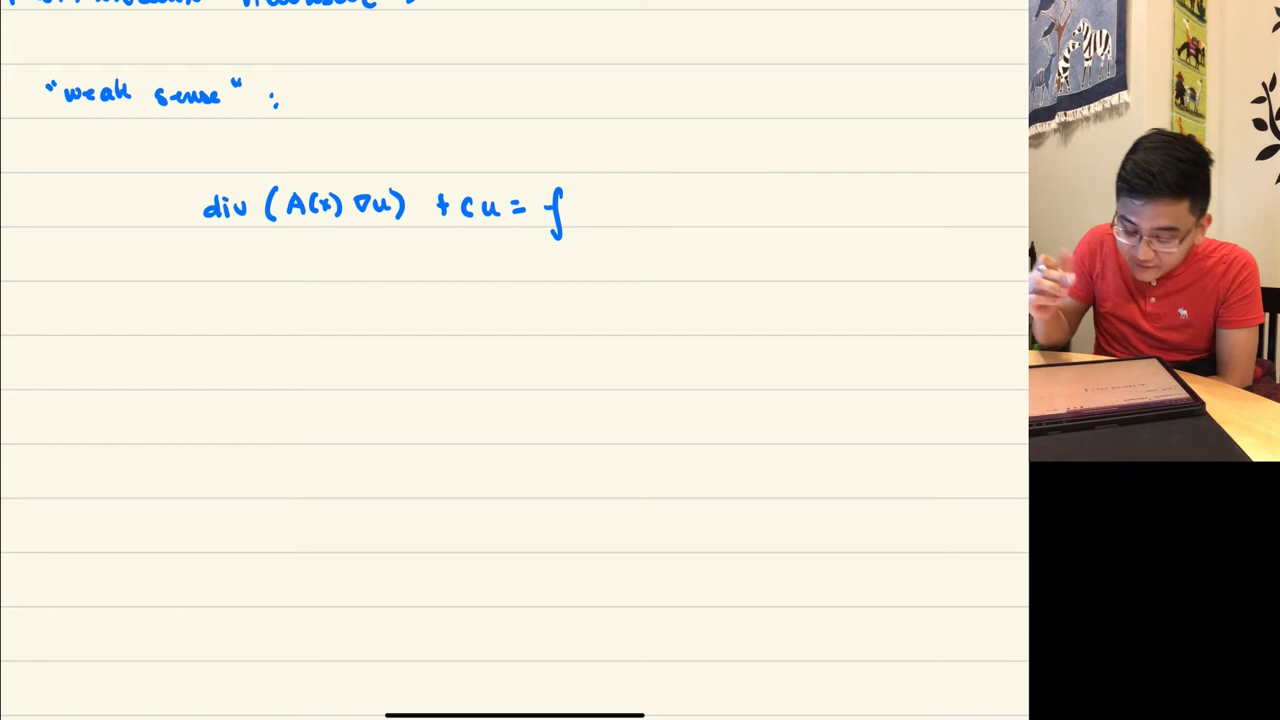 "weak sense" :
div (A(x) ∇u) + cu = f